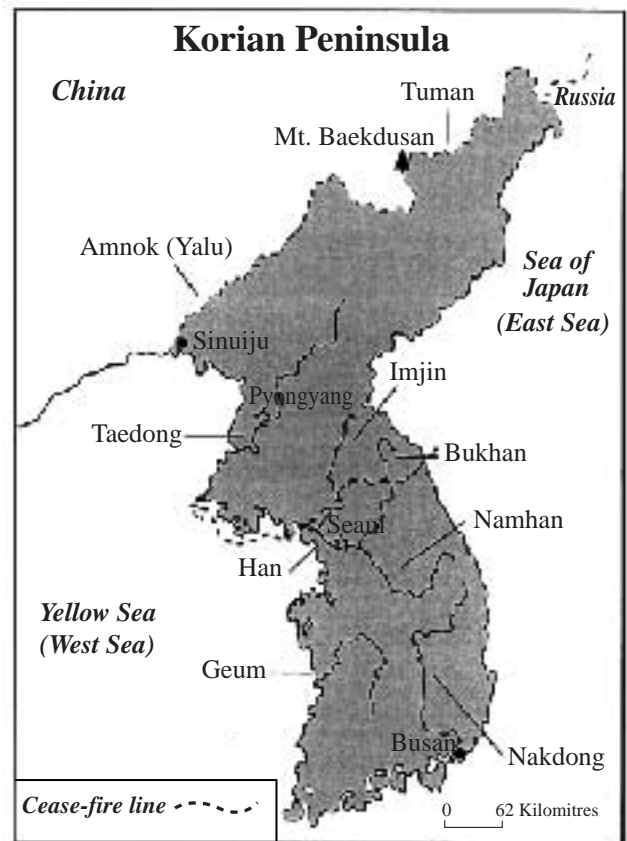 Korian Peninsula
China
Tuman
Russia
Mt. Baekdusan
Amnok (Yalu)
Sea of
Japan
(East Sea)
Sinuiju
Imjin
Pyongyang
Taedong
Bukhan
Seaul
Namhan
Han
Yellow Sea
(West Sea)
Geum
Busan
Nakdong
Cease-fire line
0 62 Kilomitres